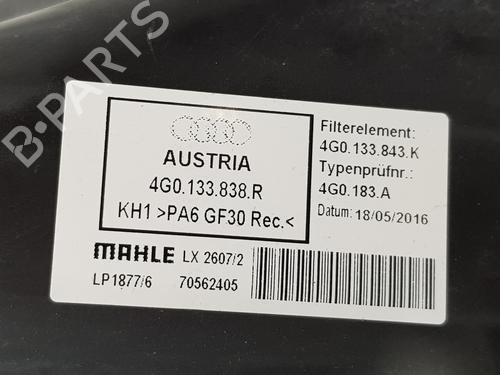 B-PARTS
AUSTRIA
4G0.133.838.R
KH1 >PA6 GF30 Rec.<
Filterelement:
4G0.133.843.K
Typenprüfnr.:
4G0.183.A
Datum: 18/05/2016
MAHLE LX 2607/2
LP1877/6 70562405